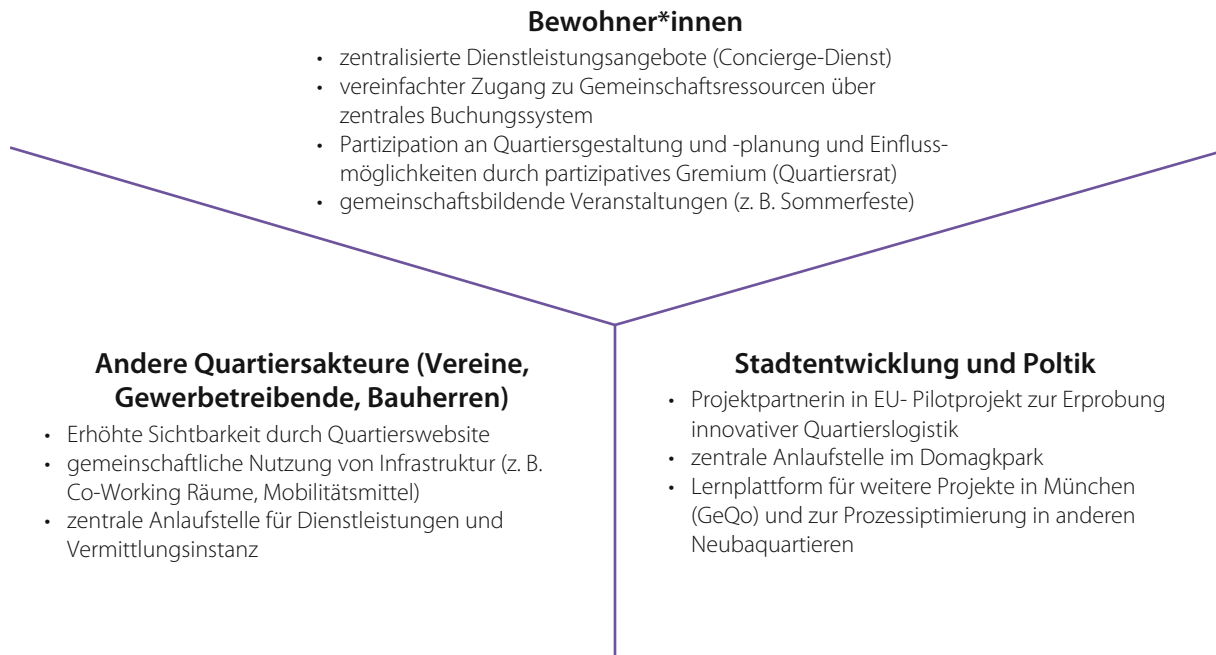 Bewohner*innen
• zentralisierte Dienstleistungsangebote (Concierge-Dienst)
• vereinfachter Zugang zu Gemeinschaftsressourcen über
zentrales Buchungssystem
• Partizipation an Quartiersgestaltung und -planung und Einfluss-
möglichkeiten durch partizipatives Gremium (Quartiersrat)
• gemeinschaftsbildende Veranstaltungen (z. B. Sommerfeste)
Andere Quartiersakteure (Vereine,
Gewerbetreibende, Bauherren)
• Erhöhte Sichtbarkeit durch Quartierswebsite
• gemeinschaftliche Nutzung von Infrastruktur (z. B.
Co-Working Räume, Mobilitätsmittel)
• zentrale Anlaufstelle für Dienstleistungen und
Vermittlungsinstanz
Stadtentwicklung und Poltik
• Projektpartnerin in EU- Pilotprojekt zur Erprobung
innovativer Quartierslogistik
• zentrale Anlaufstelle im Domagkpark
• Lernplattform für weitere Projekte in München
(GeQo) und zur Prozessiptimierung in anderen
Neubaquartieren